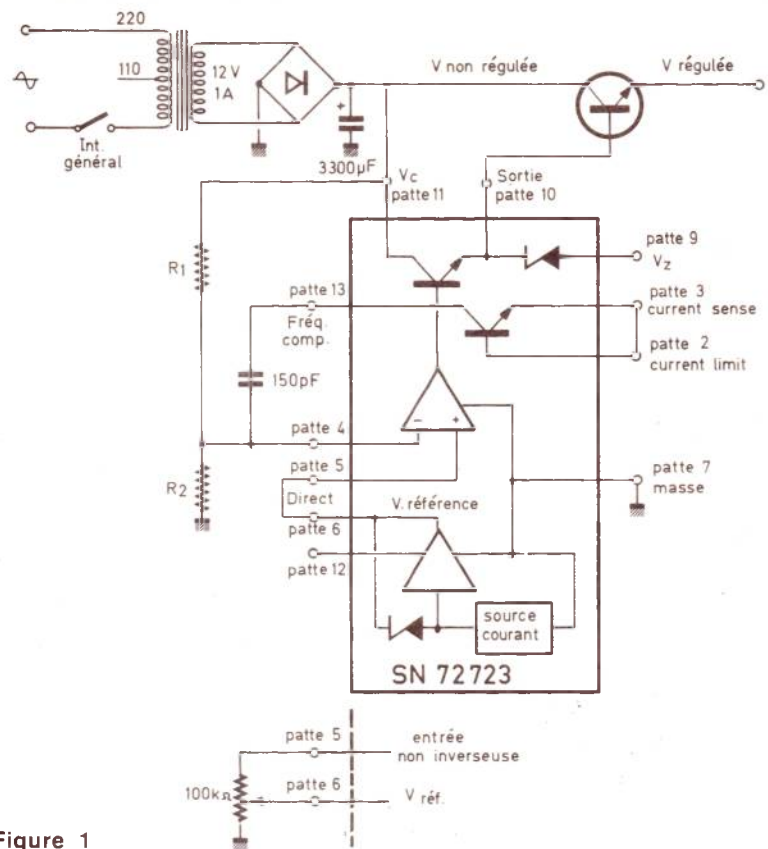 220
110
12 V
1A
Int.
général
3300µF
+
V non régulée
V régulée
Vc
patte 11
Sortie
patte 10
patte 9
Vz
R1
patte 13
Fréq.
comp.
patte 3
current sense
patte 2
current limit
150pF
- +
patte 4
patte 5
R2
Direct
V. référence
patte 6
patte 12
patte 7
masse
source
courant
SN 72723
patte 5
entrée
non inverseuse
100kΩ
patte 6
V réf.
Figure 1